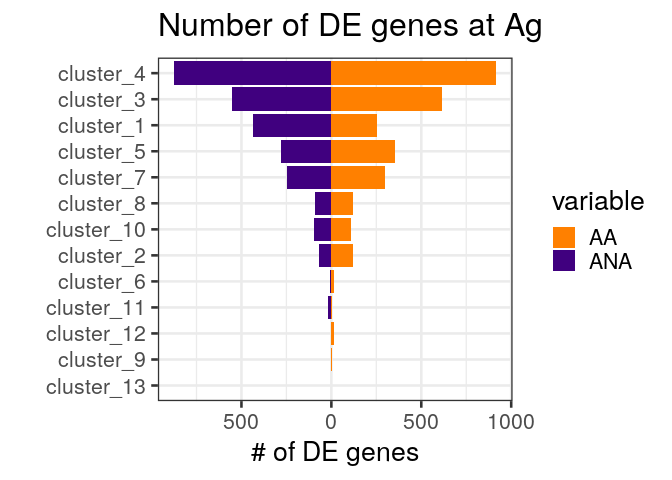 Number of DE genes at Ag
cluster_4
cluster_3
cluster_1
cluster_5
cluster_7
cluster_8
cluster_10
cluster_2
cluster_6
cluster_11
cluster_12
cluster_9
cluster_13
500 0 500 1000
# of DE genes
variable
AA
ANA